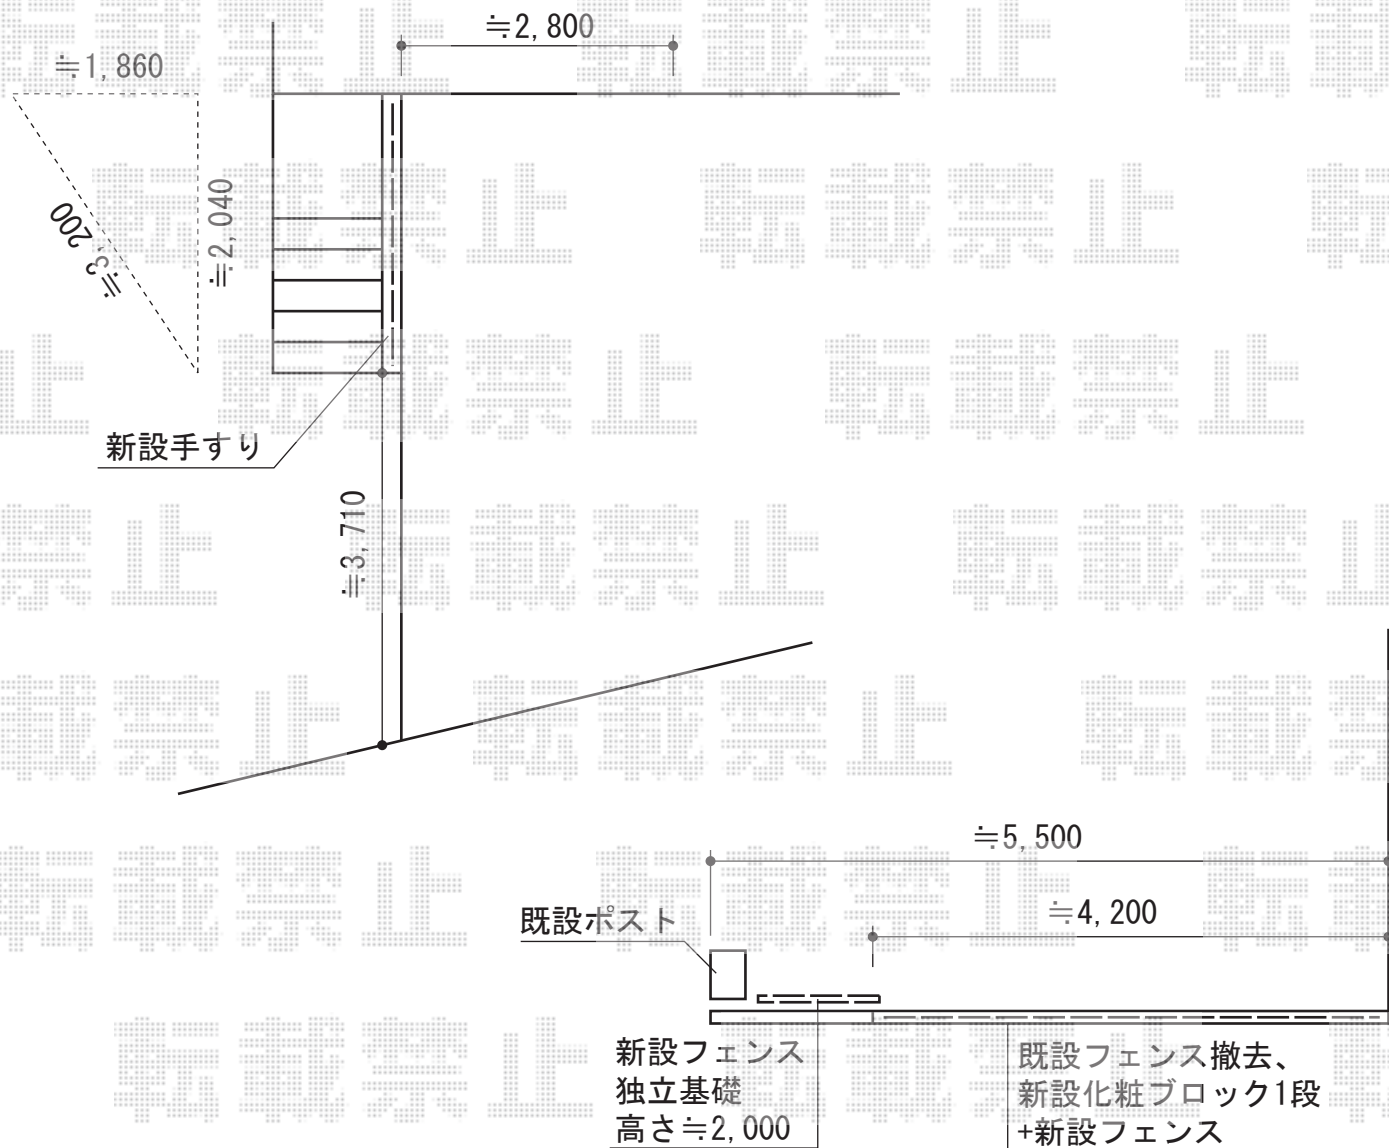 ≒2,800
≒1,860
≒2,040
≒3,200
新設手すり
≒3,710
≒5,500
≒4,200
既設ポスト
新設フェンス
独立基礎
高さ≒2,000
既設フェンス撤去、
新設化粧ブロック1段
+新設フェンス
転載禁止